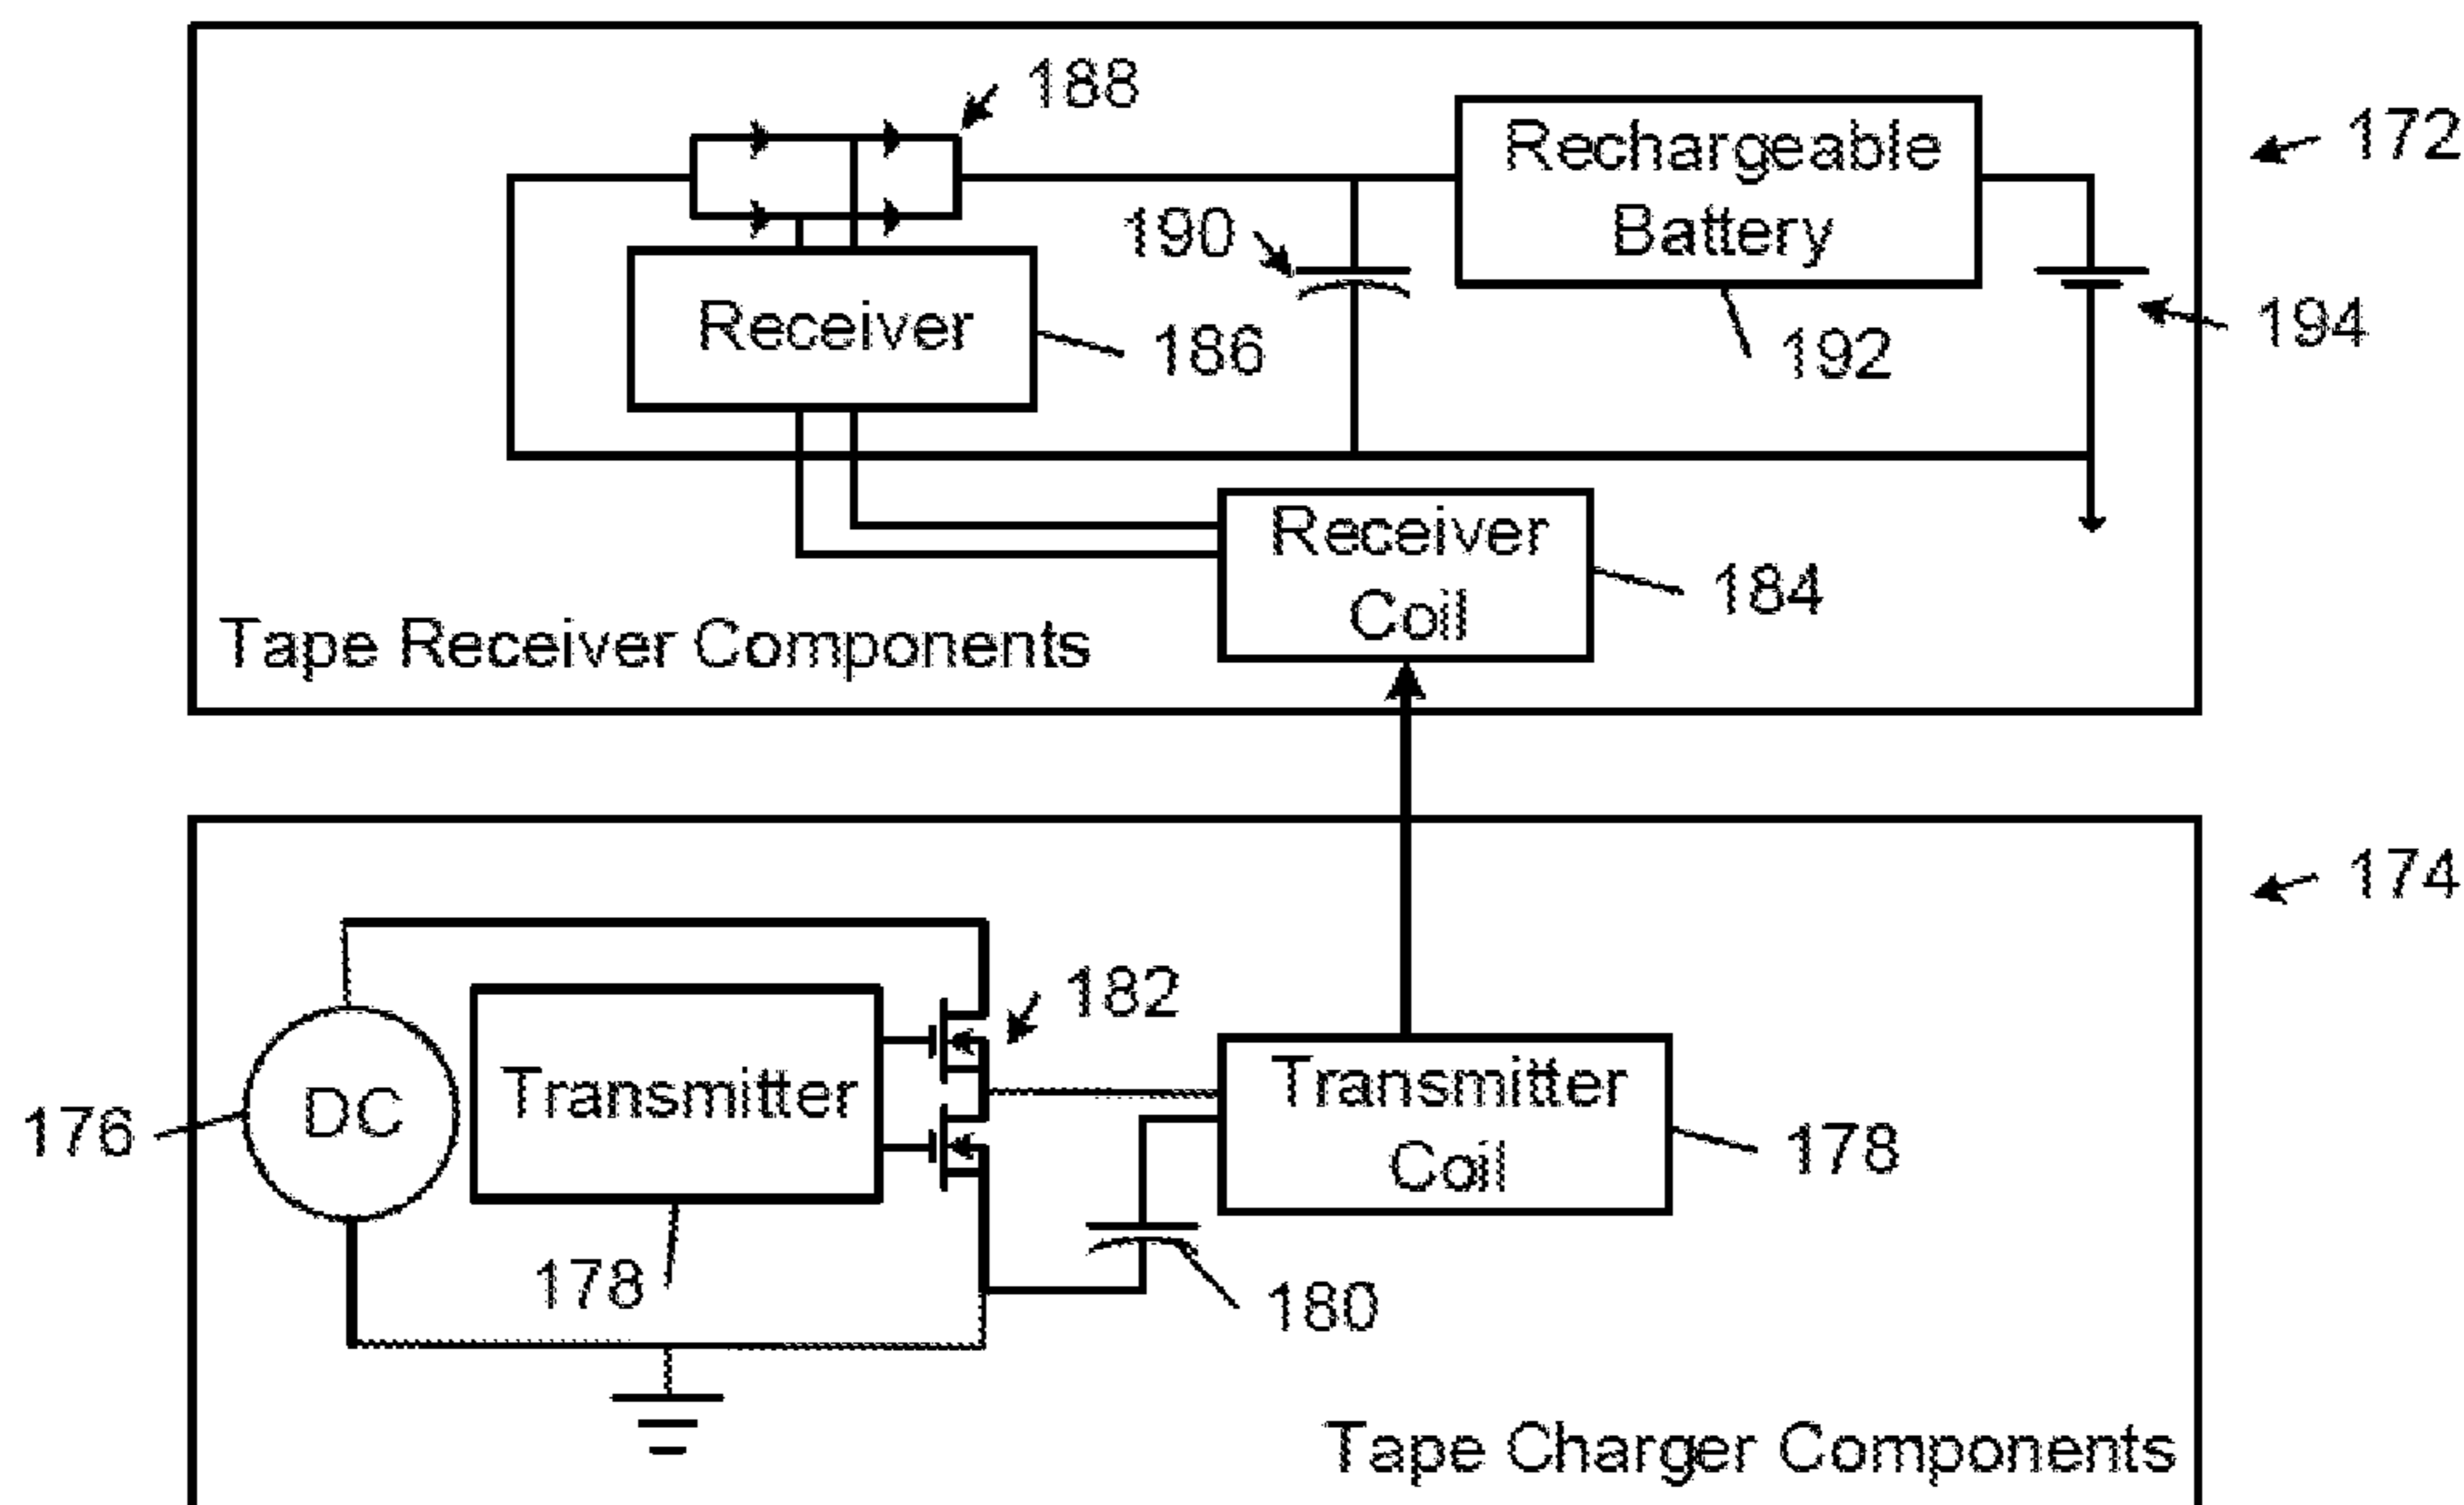 188
172
Rechargeable
Battery
190
Receiver
186
192
194
Receiver
Coil
184
Tape Receiver Components
174
182
DC
Transmitter
Transmitter
Coil
176
178
178
180
Tape Charger Components